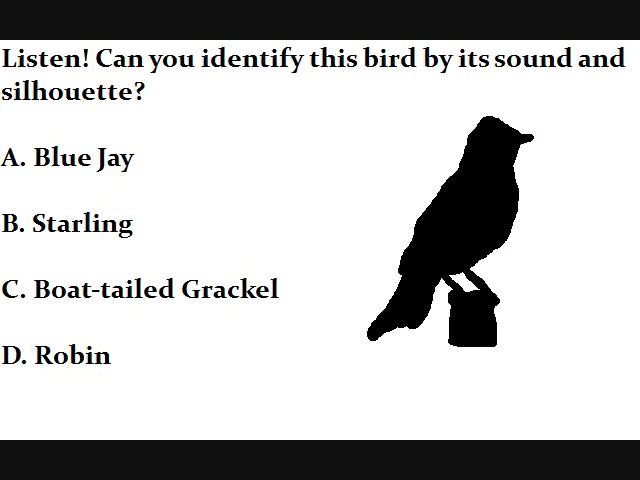 Listen! Can you identify this bird by its sound and
silhouette?
A. Blue Jay
B. Starling
C. Boat-tailed Grackel
D. Robin